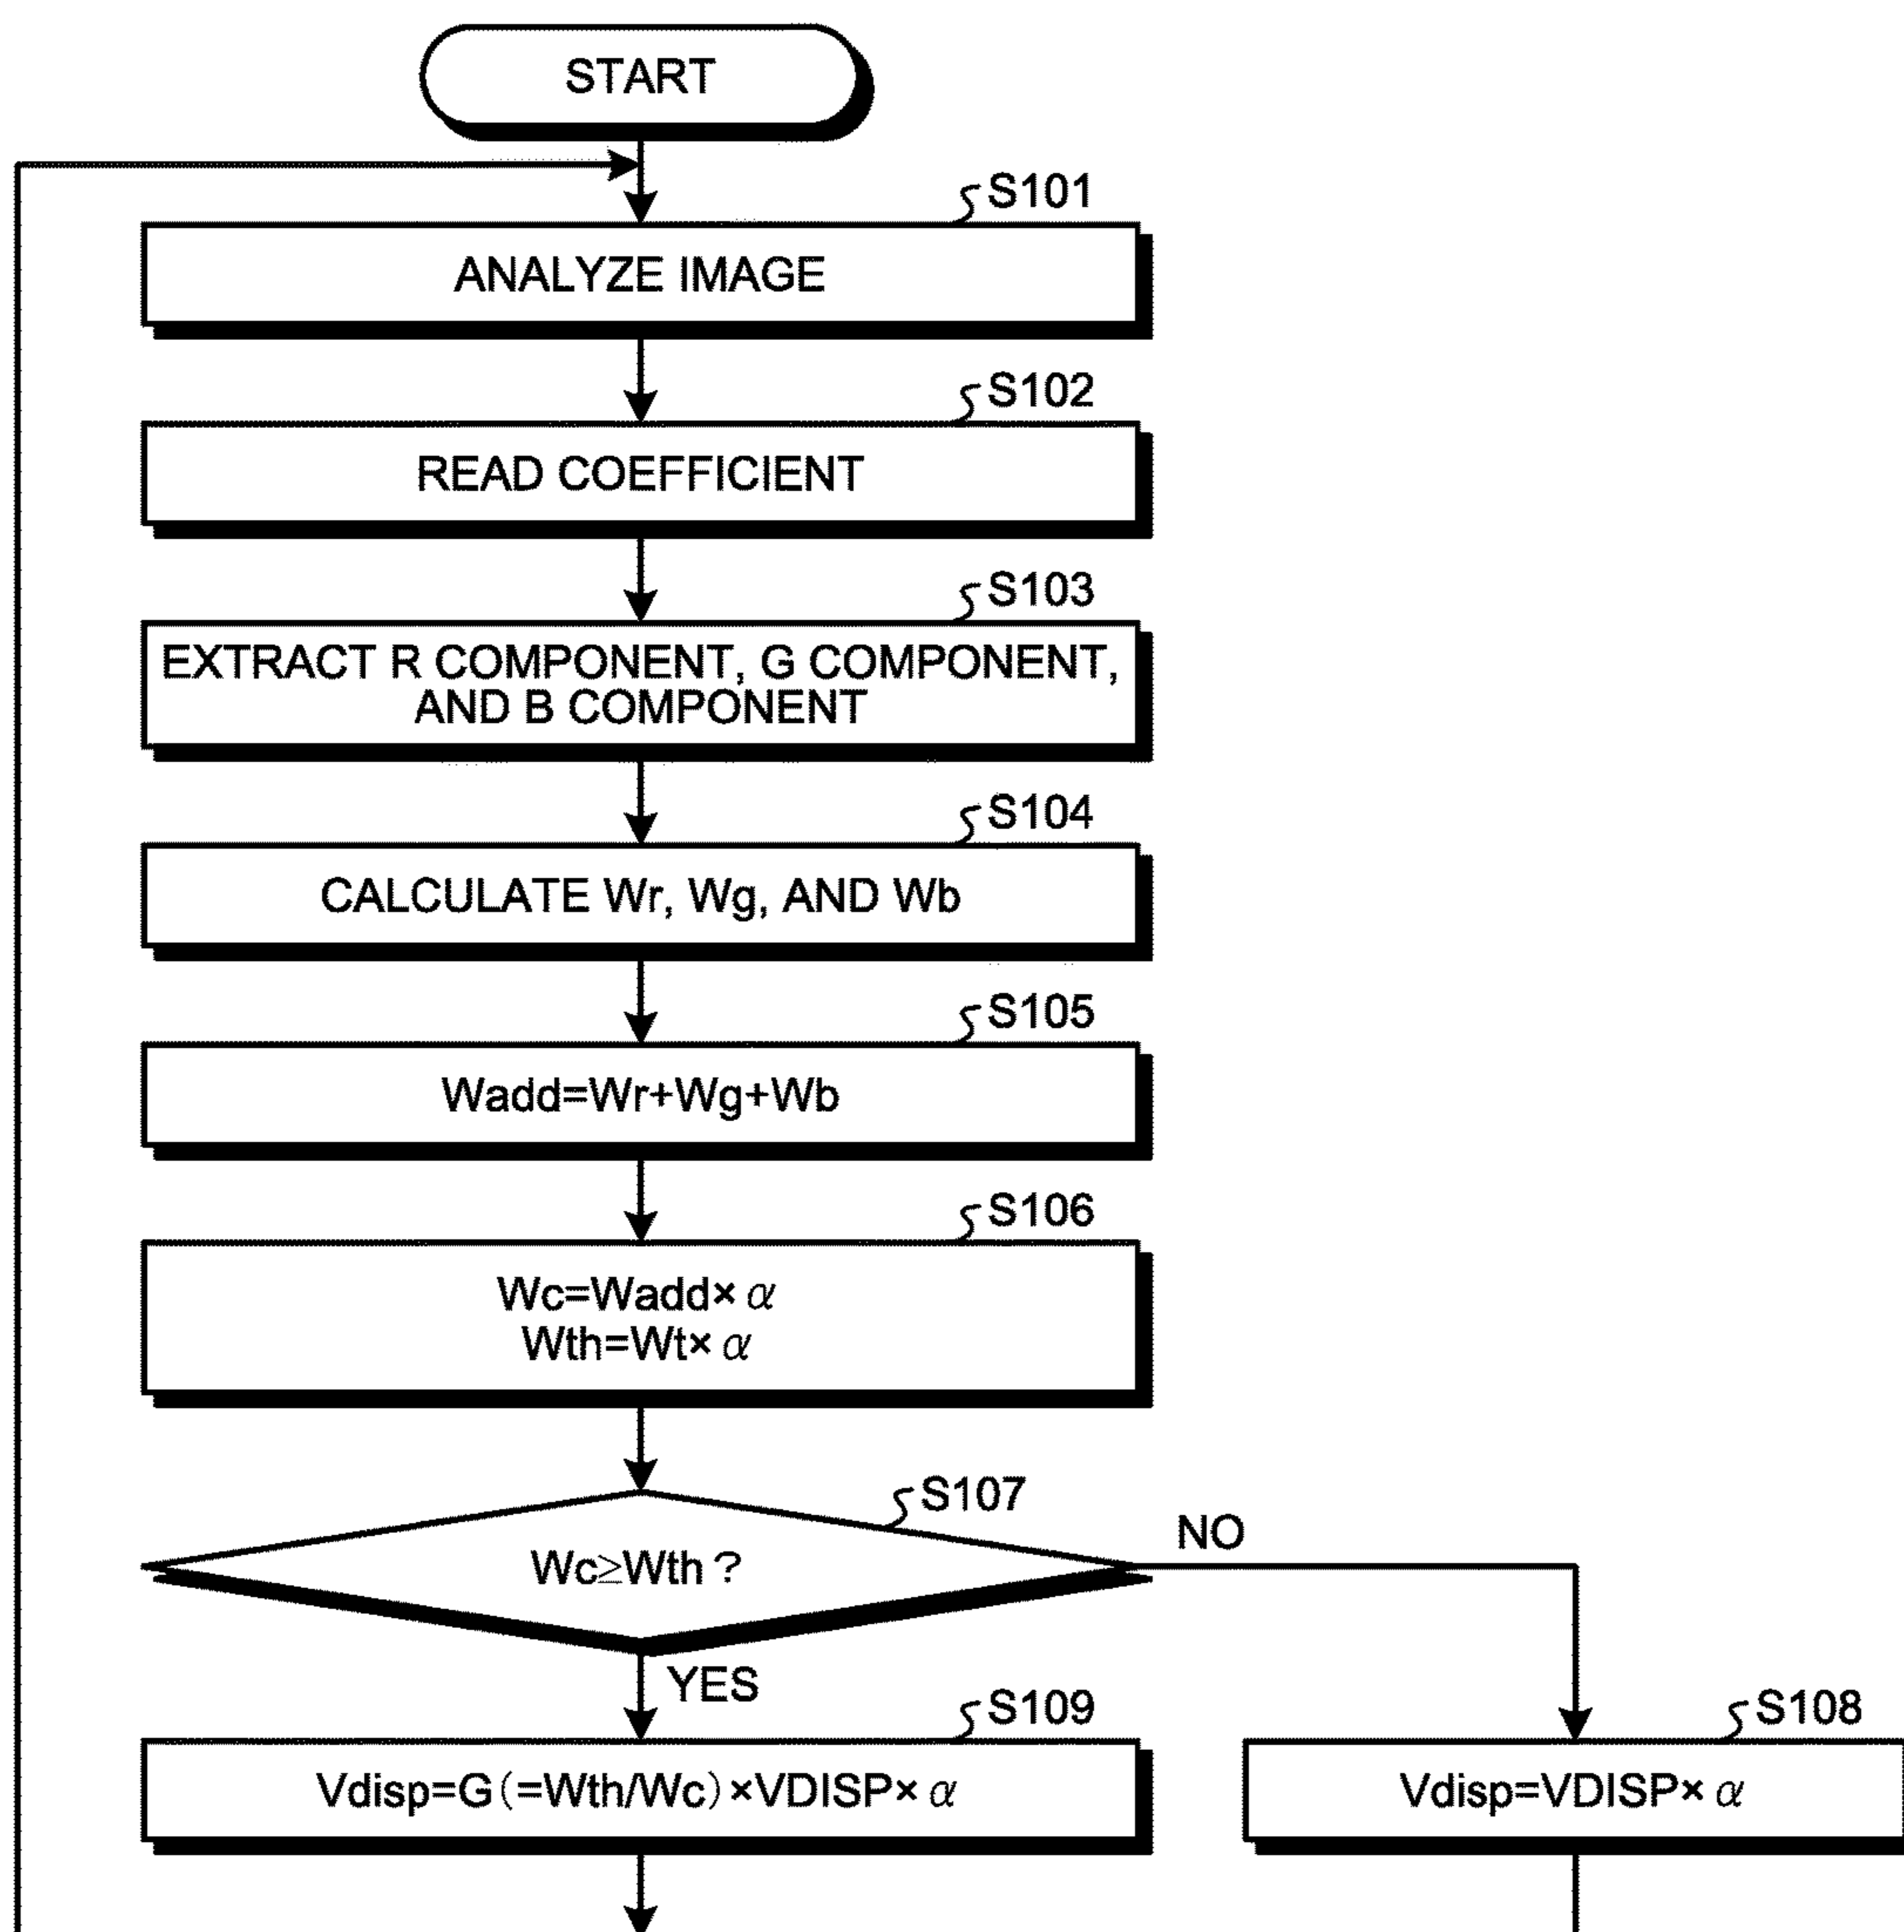 START
S101
ANALYZE IMAGE
S102
READ COEFFICIENT
S103
EXTRACT R COMPONENT, G COMPONENT,
AND B COMPONENT
S104
CALCULATE Wr, Wg, AND Wb
S105
Wadd=Wr+Wg+Wb
S106
Wc=Wadd×α
Wth=Wt×α
S107
Wc≥Wth ?
NO
YES
S109
Vdisp=G(=Wth/Wc)×VDISP×α
S108
Vdisp=VDISP×α